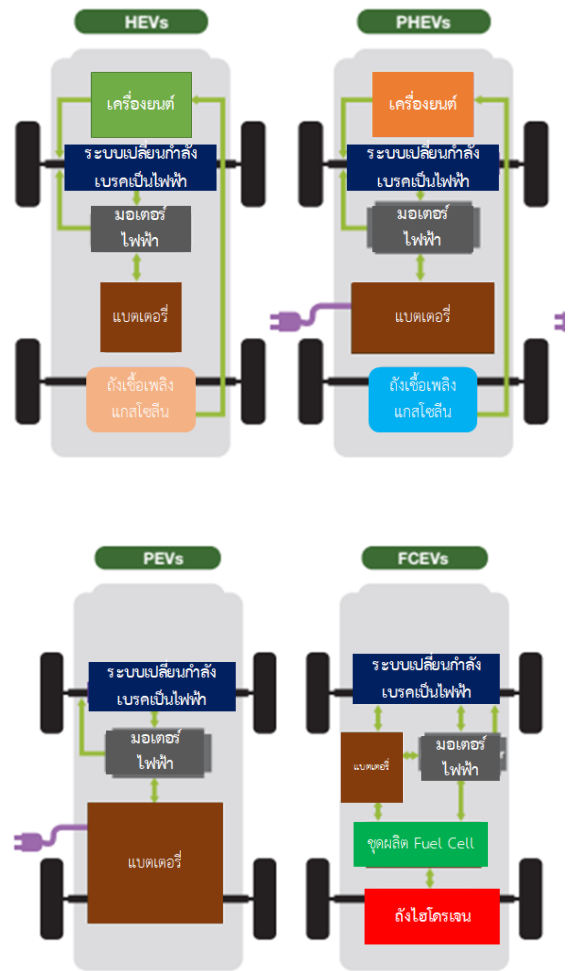 HEVs
เครื่องยนต์
ระบบเปลี่ยนกำลัง
เบรคเป็นไฟฟ้า
มอเตอร์
ไฟฟ้า
แบตเตอรี่
ถังเชื้อเพลิง
แกสโซลีน
PHEVs
เครื่องยนต์
ระบบเปลี่ยนกำลัง
เบรคเป็นไฟฟ้า
มอเตอร์
ไฟฟ้า
แบตเตอรี่
ถังเชื้อเพลิง
แกสโซลีน
PEVs
ระบบเปลี่ยนกำลัง
เบรคเป็นไฟฟ้า
มอเตอร์
ไฟฟ้า
แบตเตอรี่
FCEVs
ระบบเปลี่ยนกำลัง
เบรคเป็นไฟฟ้า
แบตเตอรี่
มอเตอร์
ไฟฟ้า
ชุดผลิต Fuel Cell
ถังไฮโดรเจน